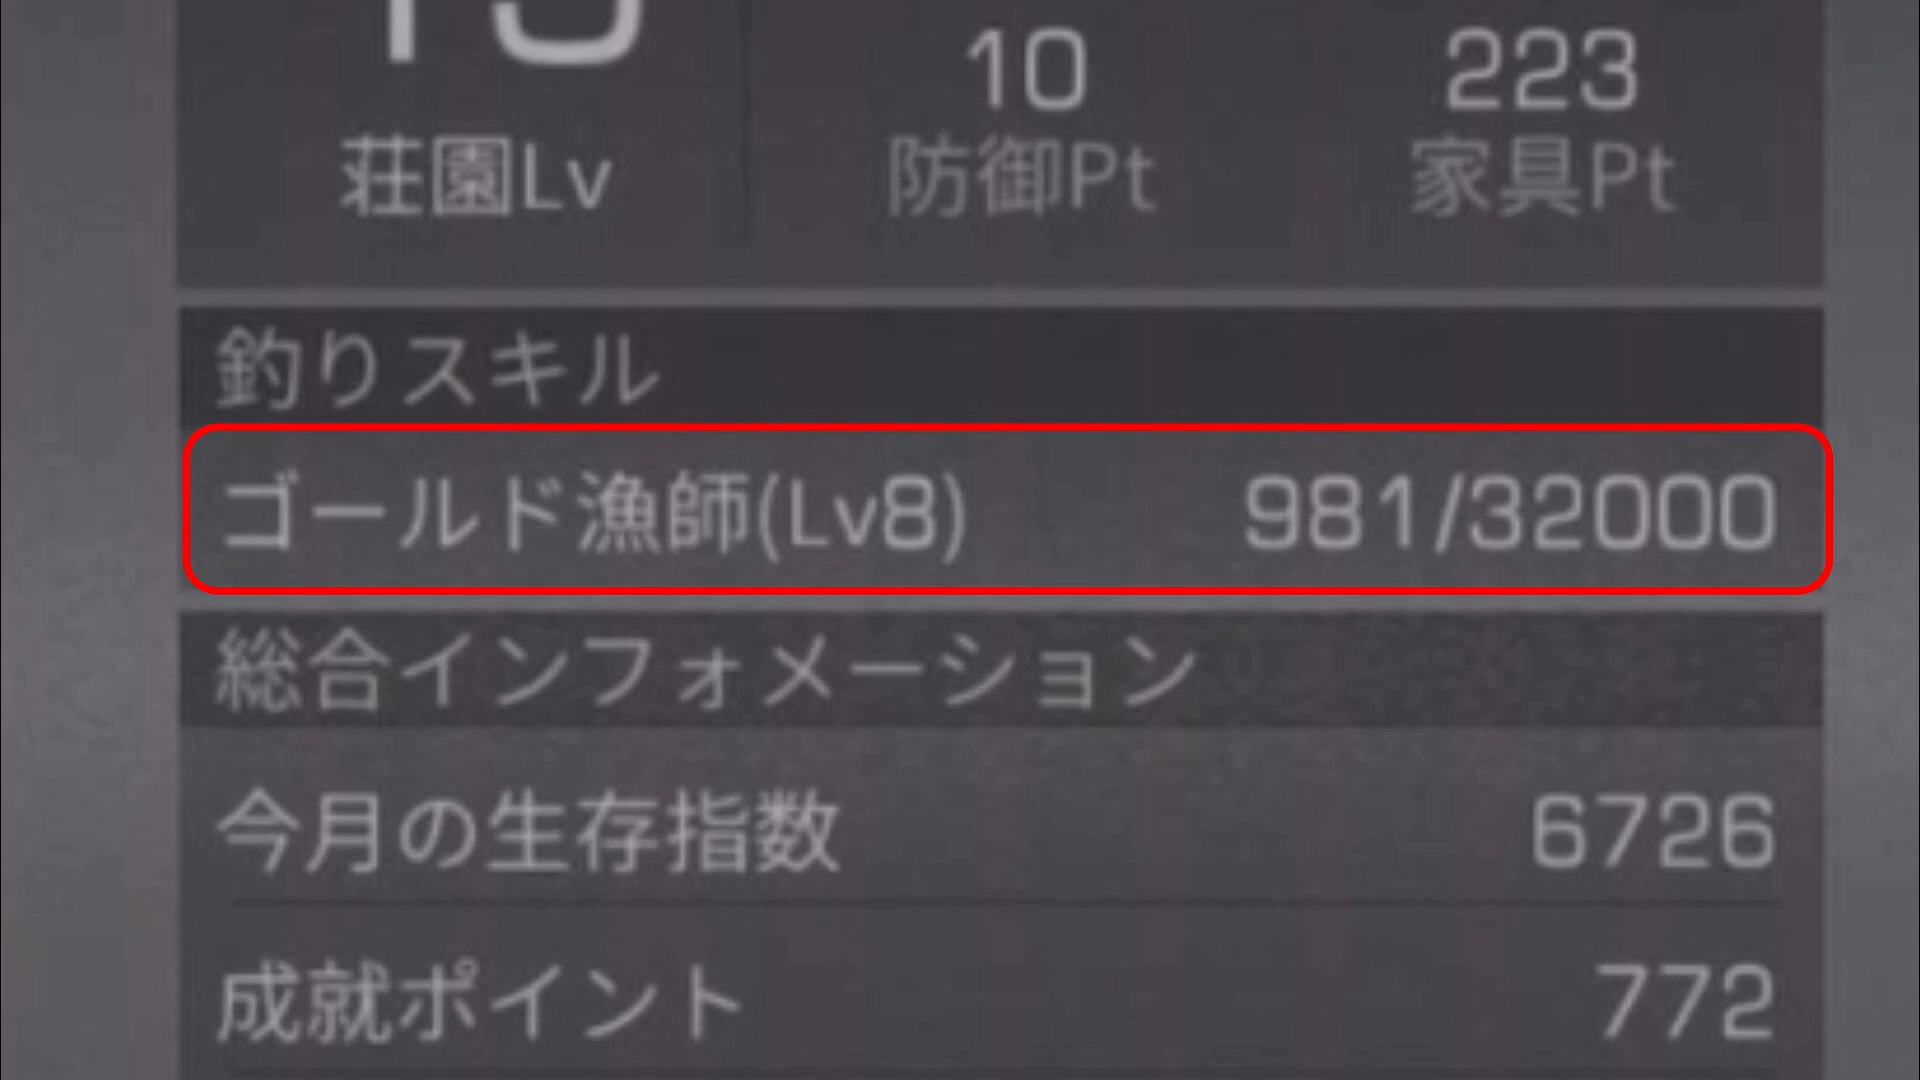 10 223
荘園Lv 防御Pt 家具Pt
釣りスキル
ゴールド漁師(Lv8) 981/32000
総合インフォメーション
今月の生存指数 6726
成就ポイント 772